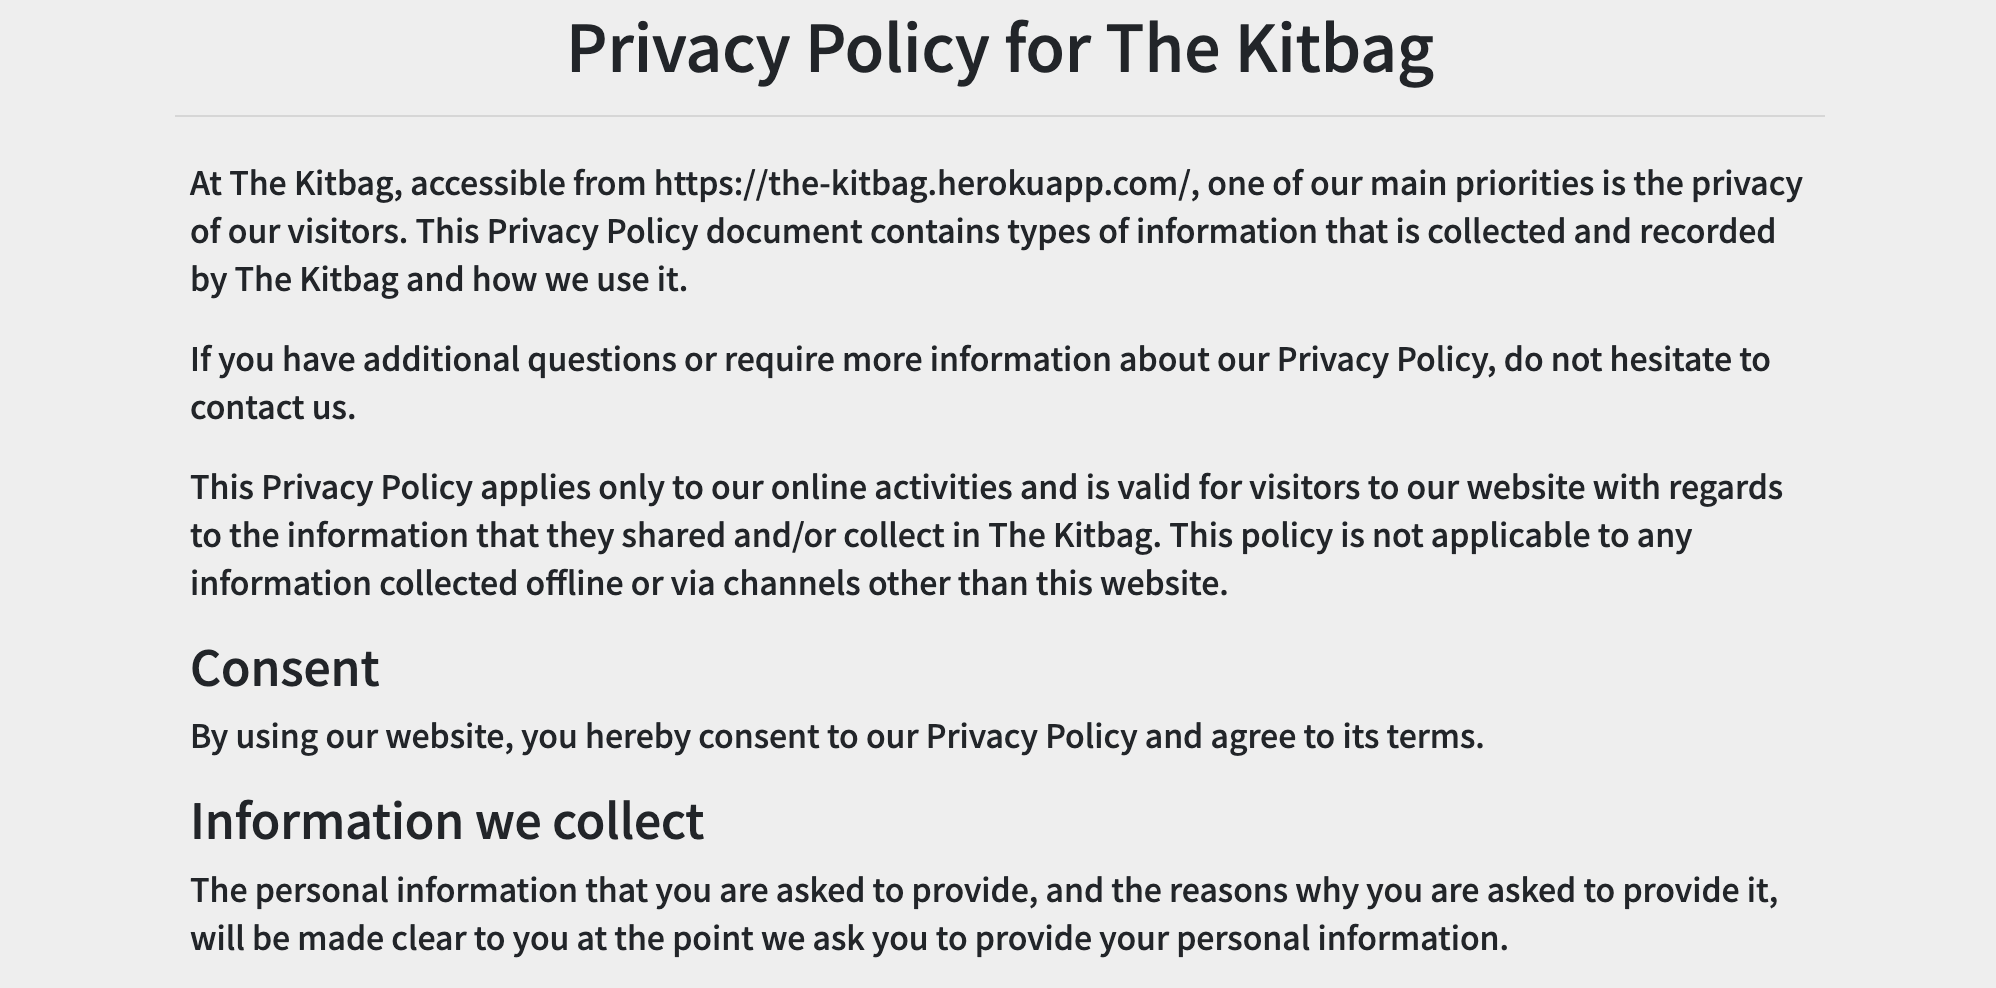 Privacy Policy for The Kitbag
At The Kitbag, accessible from https://the-kitbag.herokuapp.com/, one of our main priorities is the privacy
of our visitors. This Privacy Policy document contains types of information that is collected and recorded
by The Kitbag and how we use it.
If you have additional questions or require more information about our Privacy Policy, do not hesitate to
contact us.
This Privacy Policy applies only to our online activities and is valid for visitors to our website with regards
to the information that they shared and/or collect in The Kitbag. This policy is not applicable to any
information collected offline or via channels other than this website.
Consent
By using our website, you hereby consent to our Privacy Policy and agree to its terms.
Information we collect
The personal information that you are asked to provide, and the reasons why you are asked to provide it,
will be made clear to you at the point we ask you to provide your personal information.